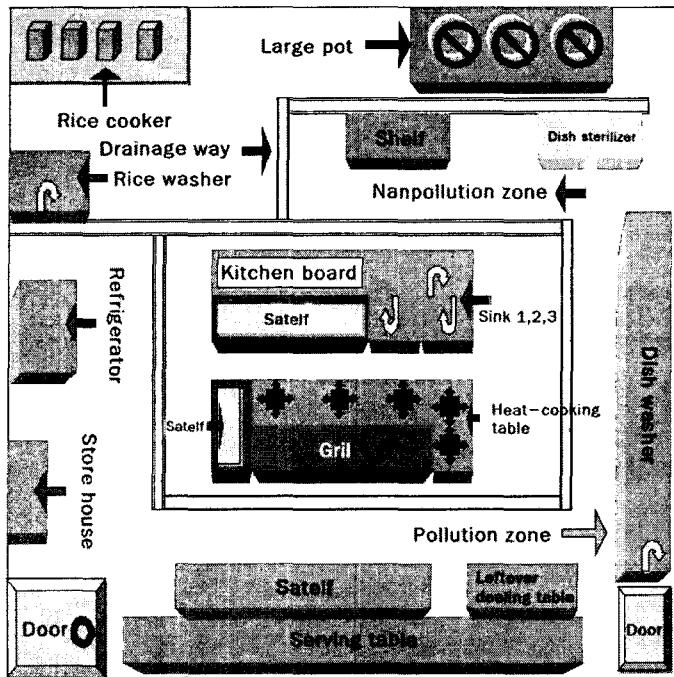 Large pot
Rice cooker
Drainage way
Shelf
Dish sterilizer
Rice washer
Nanpollution zone
Kitchen board
Refrigerator
Satelf
Sink 1,2,3
Dish washer
Satelf
Heat-cooking
table
Gril
Store house
Pollution zone
Satelf
Leftover
dealing table
Door
Serving table
Door